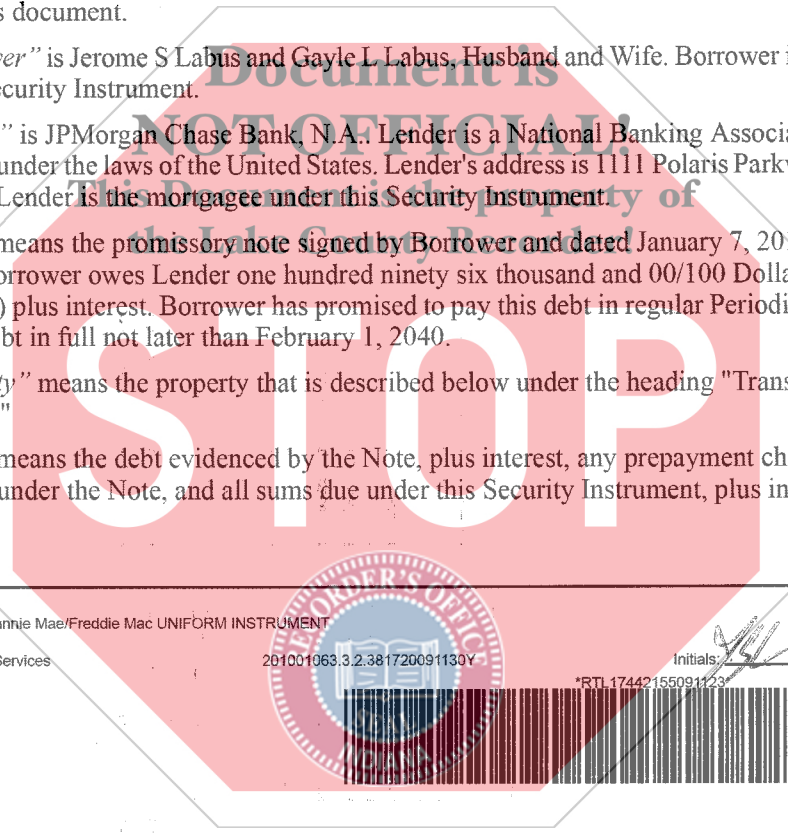 s document.
er" is Jerome S Labus and Gayle L Labus, Husband and Wife. Borrower i
Document is
ecurity Instrument.
" is JPMorgan Chase Bank, N.A.. Lender is a National Banking Associa
NOT OFFICIAL!
under the laws of the United States. Lender's address is 1111 Polaris Parkw
Lender is the mortgagee under this Security Instrument.
This Document is the property of
the Lake County Recorder!
means the promissory note signed by Borrower and dated January 7, 201
orrower owes Lender one hundred ninety six thousand and 00/100 Dolla
) plus interest. Borrower has promised to pay this debt in regular Periodi
bt in full not later than February 1, 2040.
STOP
ty" means the property that is described below under the heading "Trans
"
means the debt evidenced by the Note, plus interest, any prepayment ch
under the Note, and all sums due under this Security Instrument, plus in
RECORDER'S OFFICE
nnie Mae/Freddie Mac UNIFORM INSTRUMENT
Services
201001063.3.2.381720091130Y
Initials:
*RTL17442155091123*
SEAL
INDIANA